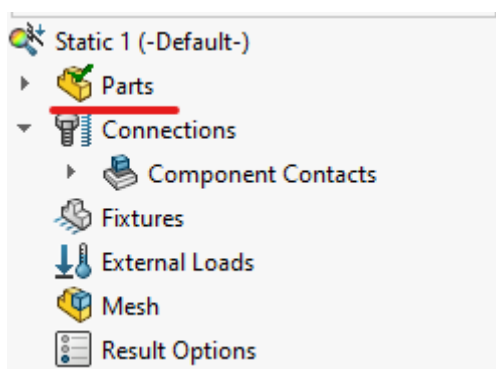 Static 1 (-Default-)
Parts
Connections
Component Contacts
Fixtures
External Loads
Mesh
Result Options